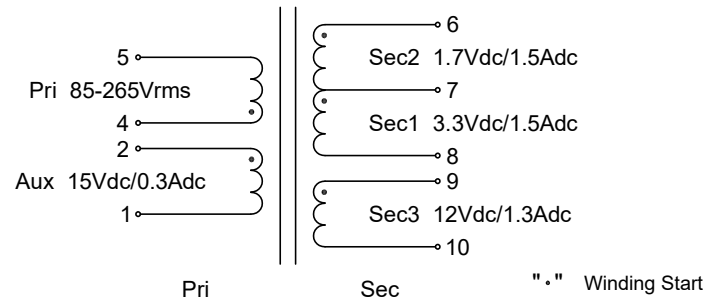 6
5
Sec2 1.7Vdc/1.5Adc
Pri 85-265Vrms
7
4
Sec1 3.3Vdc/1.5Adc
2
8
Aux 15Vdc/0.3Adc
9
1
Sec3 12Vdc/1.3Adc
10
Pri Sec
"•" Winding Start